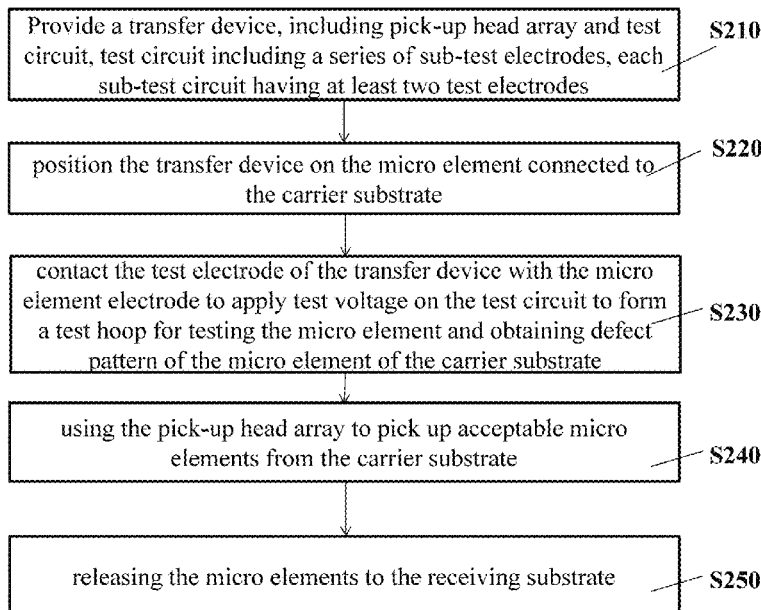 Provide a transfer device, including pick-up head array and test
circuit, test circuit including a series of sub-test electrodes, each
sub-test circuit having at least two test electrodes
S210
position the transfer device on the micro element connected to
the carrier substrate
S220
contact the test electrode of the transfer device with the micro
element electrode to apply test voltage on the test circuit to form
a test hoop for testing the micro element and obtaining defect
pattern of the micro element of the carrier substrate
S230
using the pick-up head array to pick up acceptable micro
elements from the carrier substrate
S240
releasing the micro elements to the receiving substrate
S250